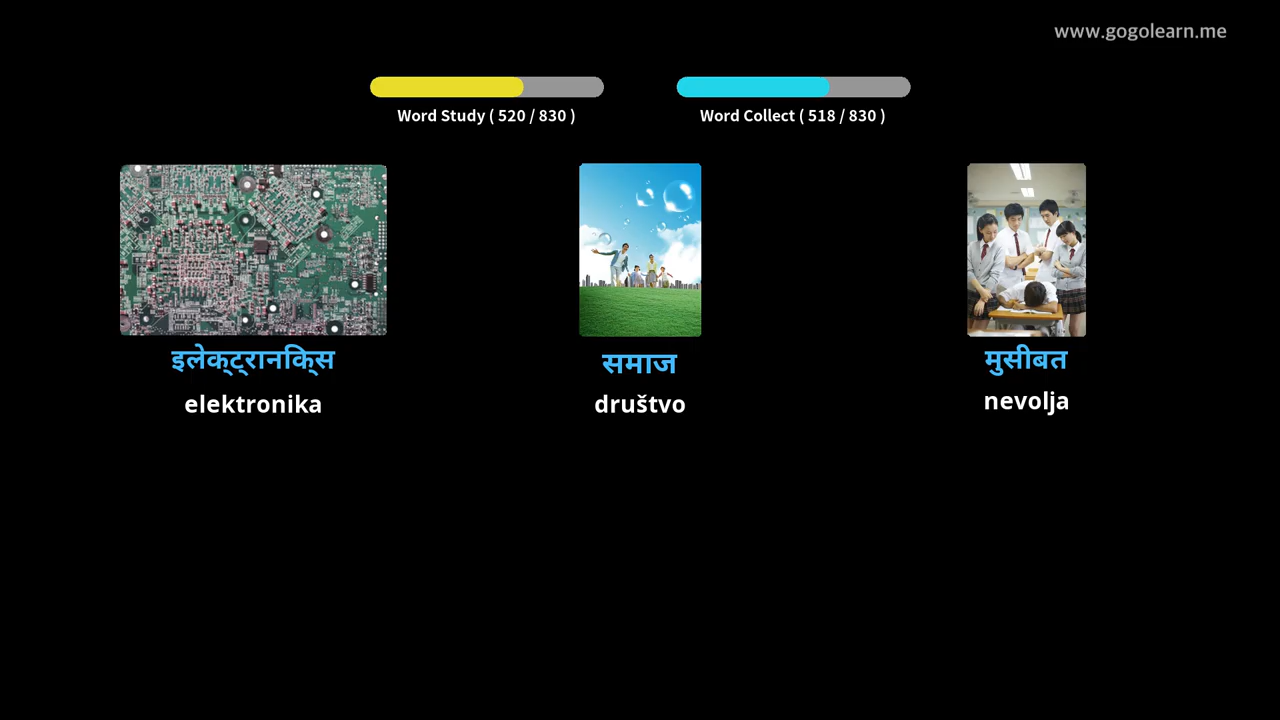 www.gogolearn.me
Word Study ( 520 / 830 )
Word Collect ( 518 / 830 )
इलेक्ट्रानिक्स
समाज
मुसीबत
elektronika
društvo
nevolja